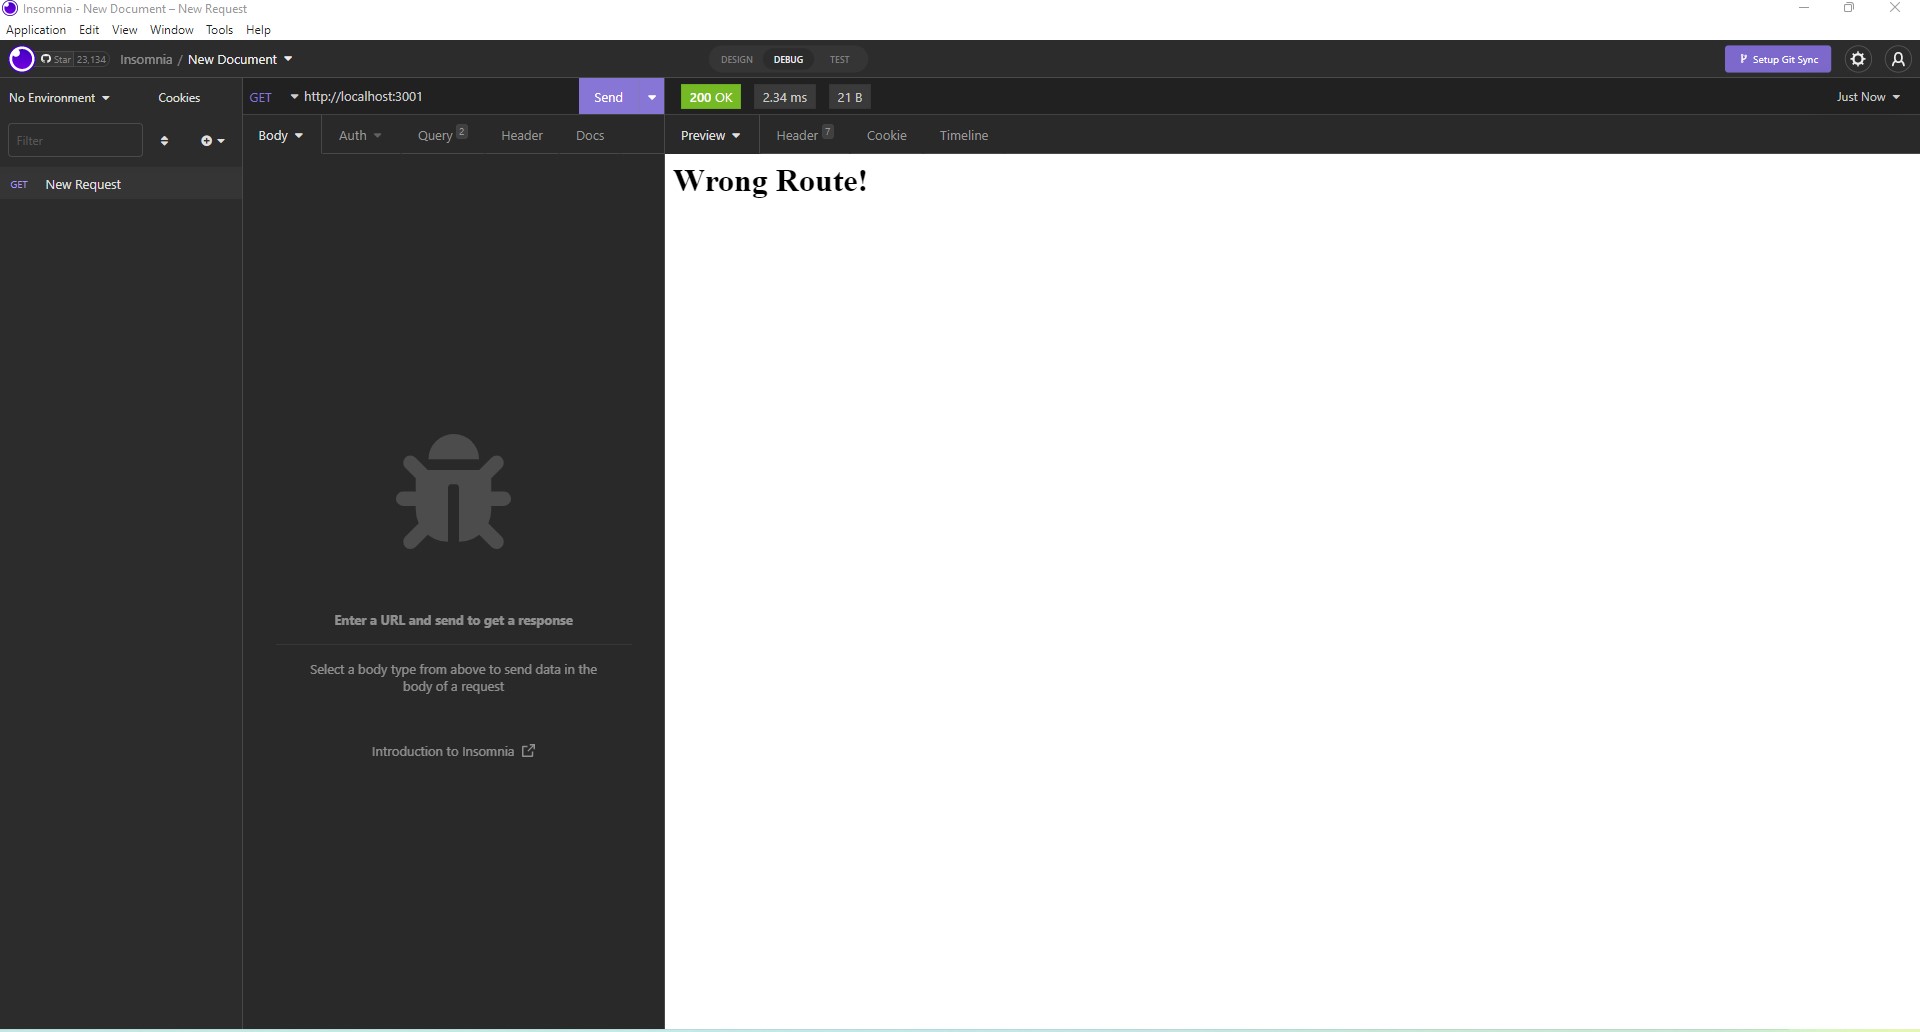 Insomnia - New Document – New Request
Application Edit View Window Tools Help
Star 23,134 Insomnia / New Document DESIGN DEBUG TEST Setup Git Sync
No Environment Cookies GET http://localhost:3001 Send 200 OK 2.34 ms 21 B Just Now
Filter Body Auth Query 2 Header Docs Preview Header 7 Cookie Timeline
GET New Request
Wrong Route!
Enter a URL and send to get a response
Select a body type from above to send data in the
body of a request
Introduction to Insomnia